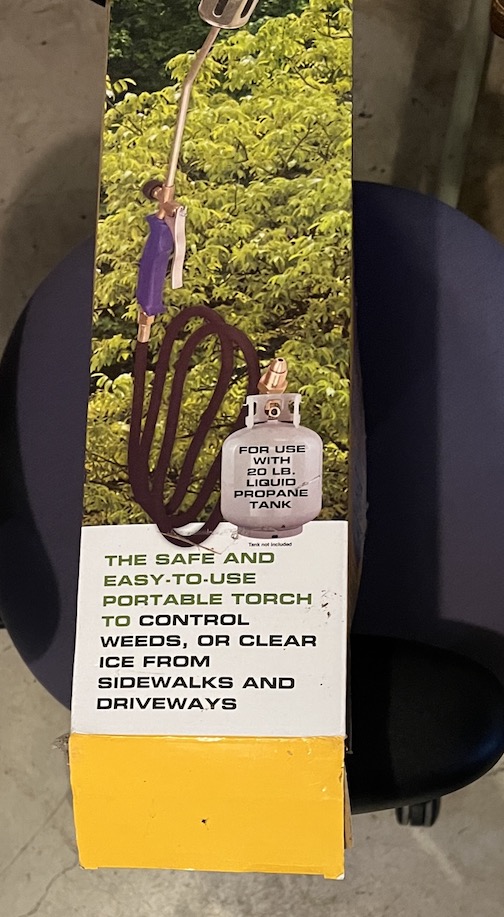 FOR USE
WITH
20 LB.
LIQUID
PROPANE
TANK
Tank not included
THE SAFE AND
EASY-TO-USE
PORTABLE TORCH
TO CONTROL
WEEDS, OR CLEAR
ICE FROM
SIDEWALKS AND
DRIVEWAYS